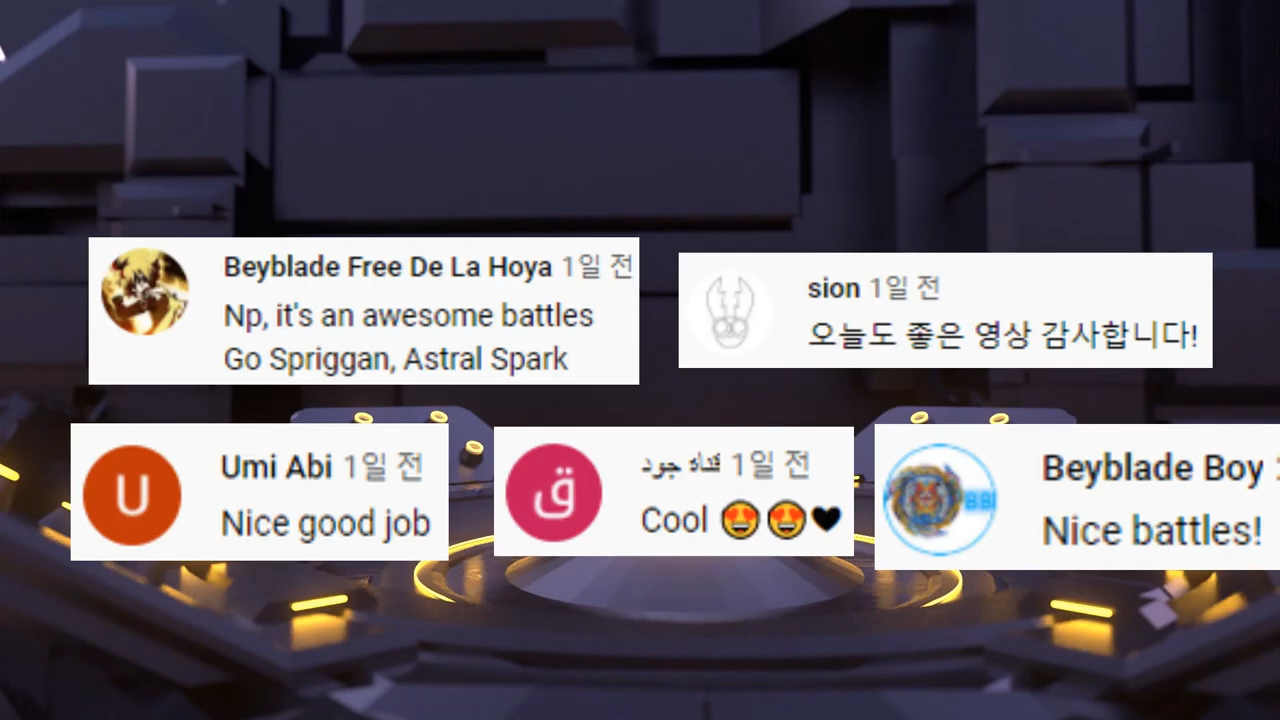 Beyblade Free De La Hoya 1일 전
Np, it's an awesome battles
Go Spriggan, Astral Spark
sion 1일 전
오늘도 좋은 영상 감사합니다!
U
Umi Abi 1일 전
Nice good job
ق
قناة جود 1일 전
Cool 😍😍🖤
Beyblade Boy
Nice battles!